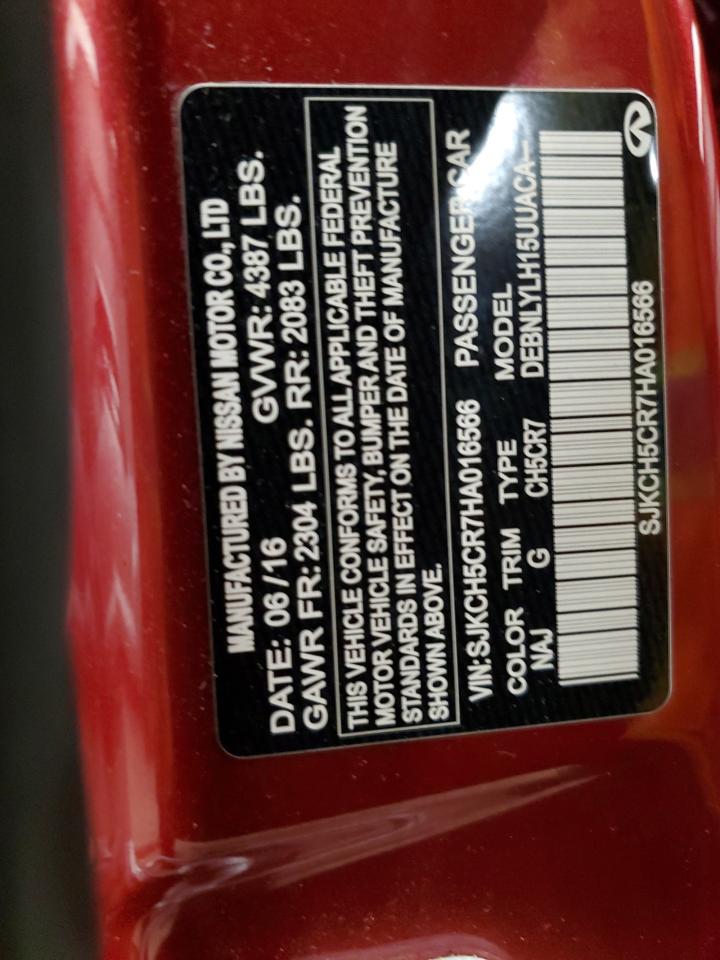 MANUFACTURED BY NISSAN MOTOR CO., LTD
DATE: 06 / 16 GVWR: 4387 LBS.
GAWR FR: 2304 LBS. RR: 2083 LBS.
THIS VEHICLE CONFORMS TO ALL APPLICABLE FEDERAL
MOTOR VEHICLE SAFETY, BUMPER AND THEFT PREVENTION
STANDARDS IN EFFECT ON THE DATE OF MANUFACTURE
SHOWN ABOVE.
VIN: SJKCH5CR7HA016566 PASSENGER CAR
COLOR TRIM TYPE MODEL
NAJ G CH5CR7 DEBNLYLH15UUACA—
SJKCH5CR7HA016566